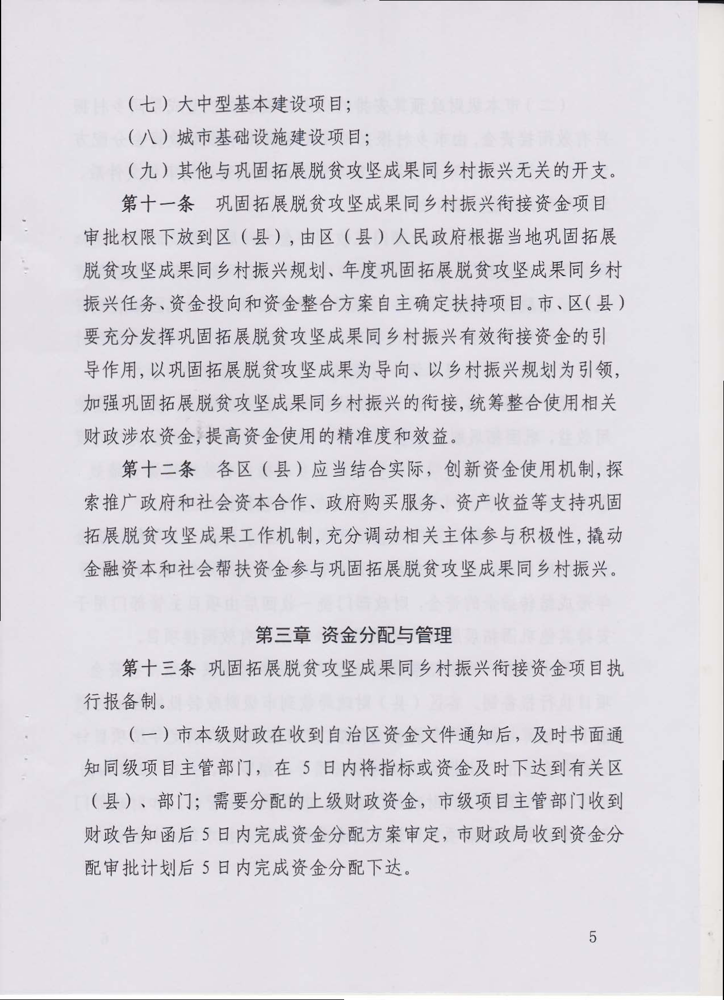 （七）大中型基本建设项目；
（八）城市基础设施建设项目；
（九）其他与巩固拓展脱贫攻坚成果同乡村振兴无关的开支。
第十一条　巩固拓展脱贫攻坚成果同乡村振兴衔接资金项目
审批权限下放到区（县）,由区（县）人民政府根据当地巩固拓展
脱贫攻坚成果同乡村振兴规划、年度巩固拓展脱贫攻坚成果同乡村
振兴任务、资金投向和资金整合方案自主确定扶持项目。市、区（县）
要充分发挥巩固拓展脱贫攻坚成果同乡村振兴有效衔接资金的引
导作用,以巩固拓展脱贫攻坚成果为导向、以乡村振兴规划为引领,
加强巩固拓展脱贫攻坚成果同乡村振兴的衔接,统筹整合使用相关
财政涉农资金,提高资金使用的精准度和效益。
第十二条　各区（县）应当结合实际，创新资金使用机制,探
索推广政府和社会资本合作、政府购买服务、资产收益等支持巩固
拓展脱贫攻坚成果工作机制,充分调动相关主体参与积极性,撬动
金融资本和社会帮扶资金参与巩固拓展脱贫攻坚成果同乡村振兴。
第三章 资金分配与管理
第十三条 巩固拓展脱贫攻坚成果同乡村振兴衔接资金项目执
行报备制。
（一）市本级财政在收到自治区资金文件通知后，及时书面通
知同级项目主管部门，在 5 日内将指标或资金及时下达到有关区
（县）、部门；需要分配的上级财政资金，市级项目主管部门收到
财政告知函后 5 日内完成资金分配方案审定，市财政局收到资金分
配审批计划后 5 日内完成资金分配下达。
5